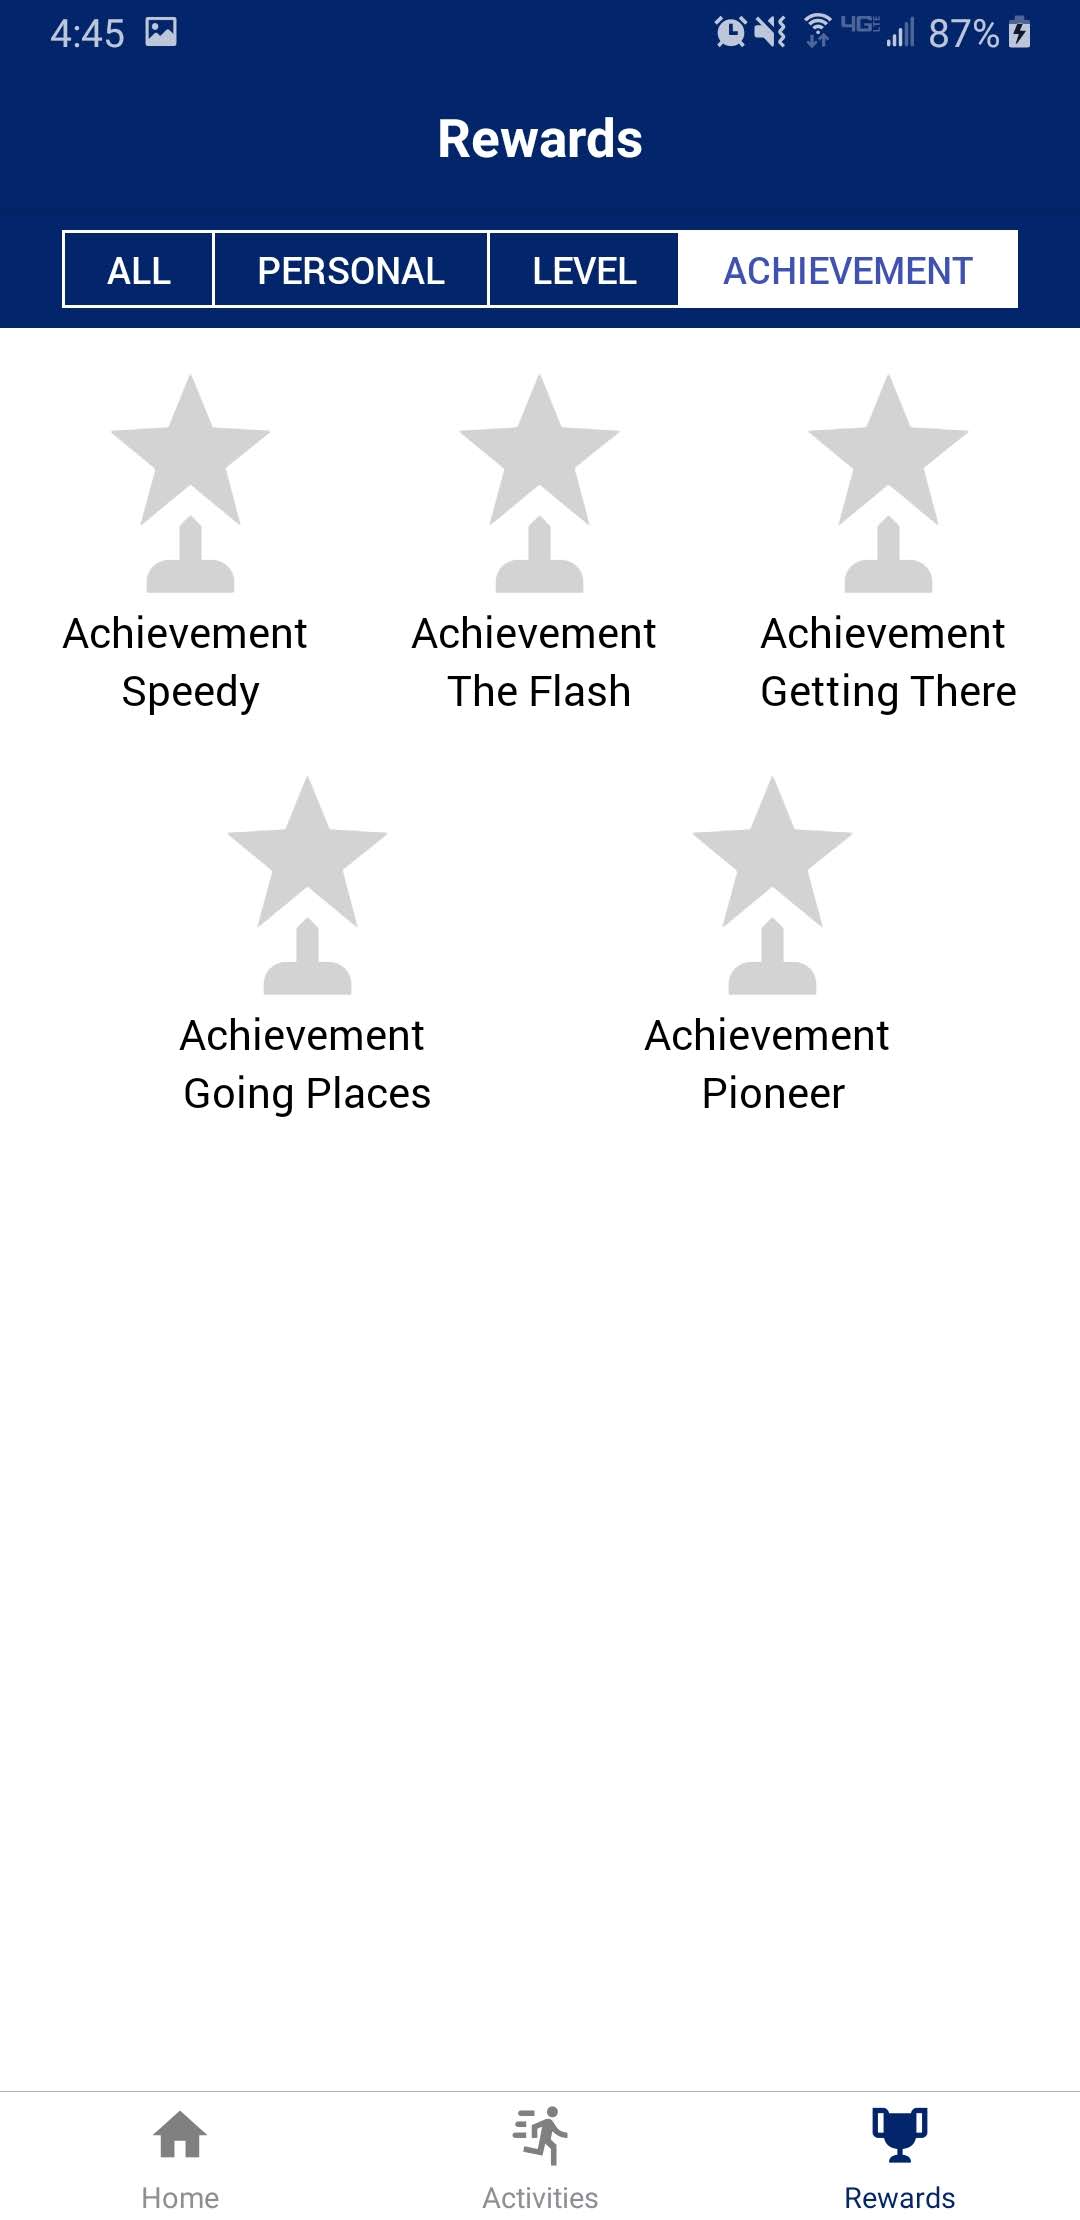 4:45
4G LTE 87%
Rewards
ALL PERSONAL LEVEL ACHIEVEMENT
Achievement Achievement Achievement
Speedy The Flash Getting There
Achievement Achievement
Going Places Pioneer
Home Activities Rewards